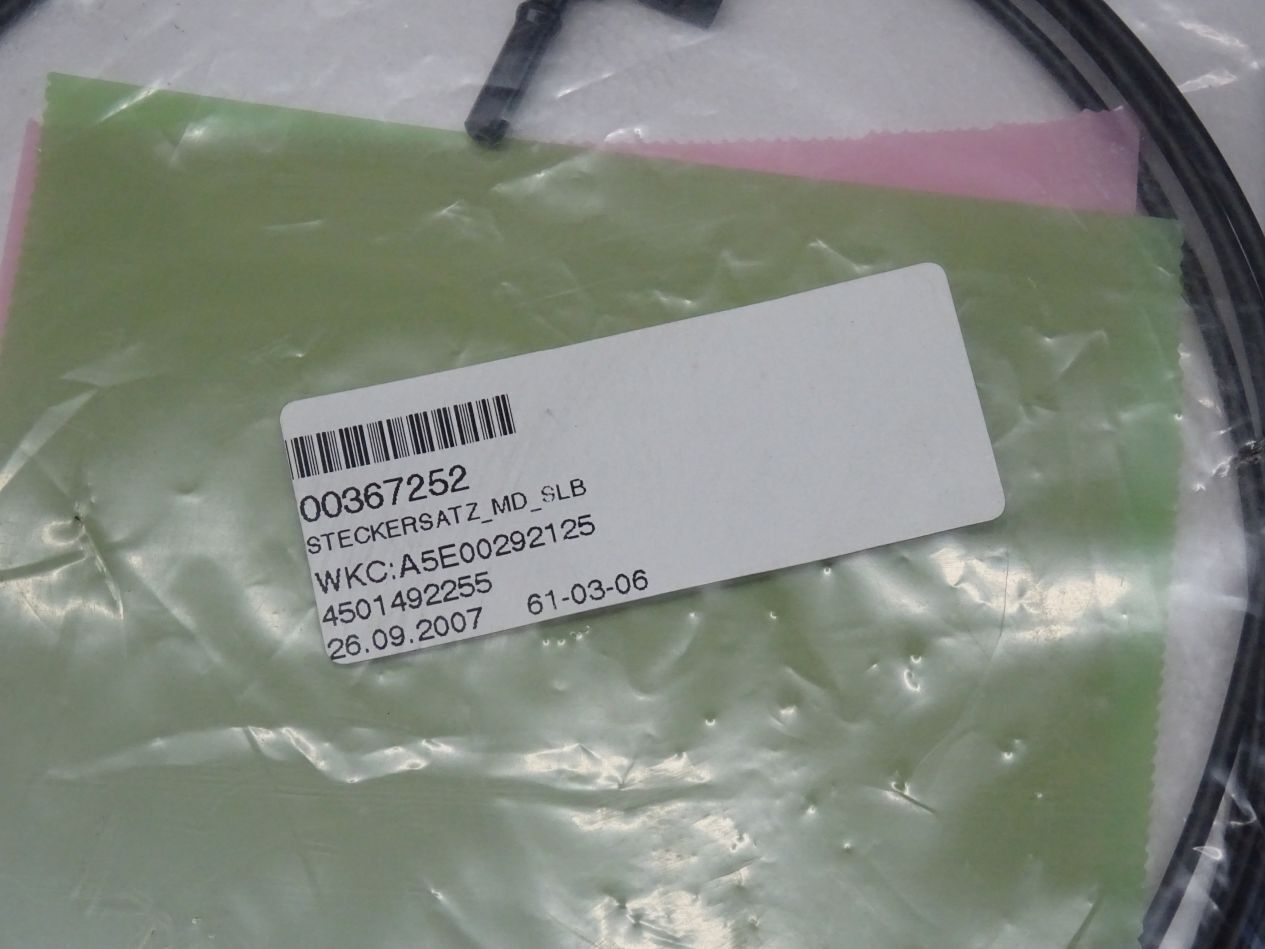 00367252
STECKERSATZ_MD_SLB
WKC:A5E00292125
4501492255
26.09.2007 61-03-06